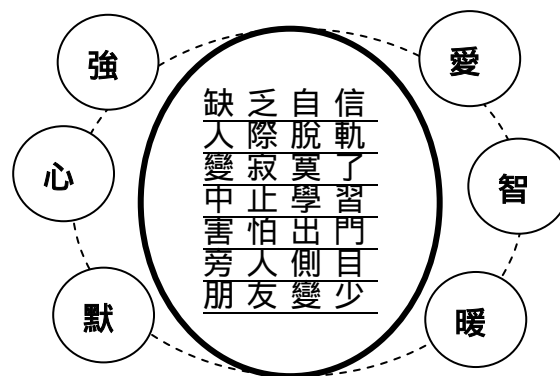 強
心
默
缺乏自信
人際脫軌
變寂寞了
中止學習
害怕出門
旁人側目
朋友變少
愛
智
暖